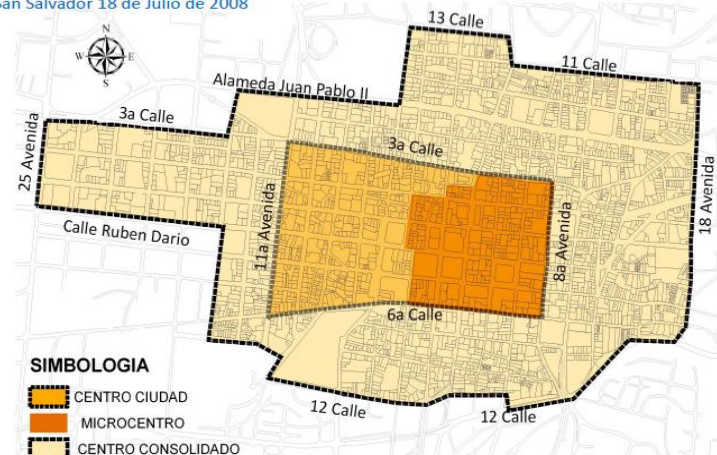 San Salvador 18 de Julio de 2008
13 Calle
11 Calle
N
W E
S
Alameda Juan Pablo II
3a Calle
3a Calle
25 Avenida
18 Avenida
11a Avenida
8a Avenida
Calle Ruben Dario
6a Calle
SIMBOLOGIA
CENTRO CIUDAD
MICROCENTRO
CENTRO CONSOLIDADO
12 Calle
12 Calle